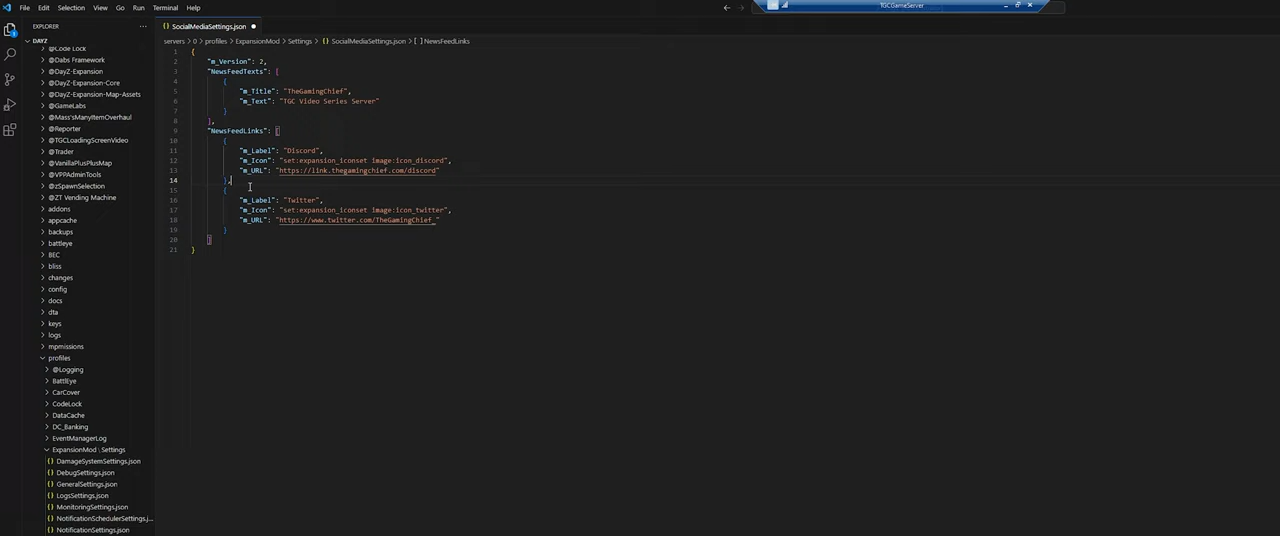 File Edit Selection View Go Run Terminal Help
TGCGameServer
EXPLORER
SocialMediaSettings.json
servers > 0 > profiles > ExpansionMod > Settings > {} SocialMediaSettings.json > [ ] NewsFeedLinks
DAYZ
@Code Lock
@Dabs Framework
@DayZ-Expansion
@DayZ-Expansion-Core
@DayZ-Expansion-Map-Assets
@GameLabs
@Mass'sManyItemOverhaul
@Reporter
@TGCLoadingScreenVideo
@Trader
@VanillaPlusPlusMap
@VPPAdminTools
@zSpawnSelection
@ZT Vending Machine
addons
apcache
backups
battleye
BEC
bliss
changes
config
docs
dta
keys
logs
mpmissions
profiles
@Logging
BattlEye
CarCover
CodeLock
DataCache
DC_Banking
EventManagerLog
ExpansionMod \ Settings
{} DamageSystemSettings.json
{} DebugSettings.json
{} GeneralSettings.json
{} LogsSettings.json
{} MonitoringSettings.json
{} NotificationSchedulerSettings.j...
{} NotificationSettings.json
1 {
2 "m_Version": 2,
3 "NewsFeedTexts": [
4 {
5 "m_Title": "TheGamingChief",
6 "m_Text": "TGC Video Series Server"
7 }
8 ],
9 "NewsFeedLinks": [
10 {
11 "m_Label": "Discord",
12 "m_Icon": "set:expansion_iconset image:icon_discord",
13 "m_URL": "https://link.thegamingchief.com/discord"
14 },
15 {
16 "m_Label": "Twitter",
17 "m_Icon": "set:expansion_iconset image:icon_twitter",
18 "m_URL": "https://www.twitter.com/TheGamingChief_"
19 }
20 ]
21 }